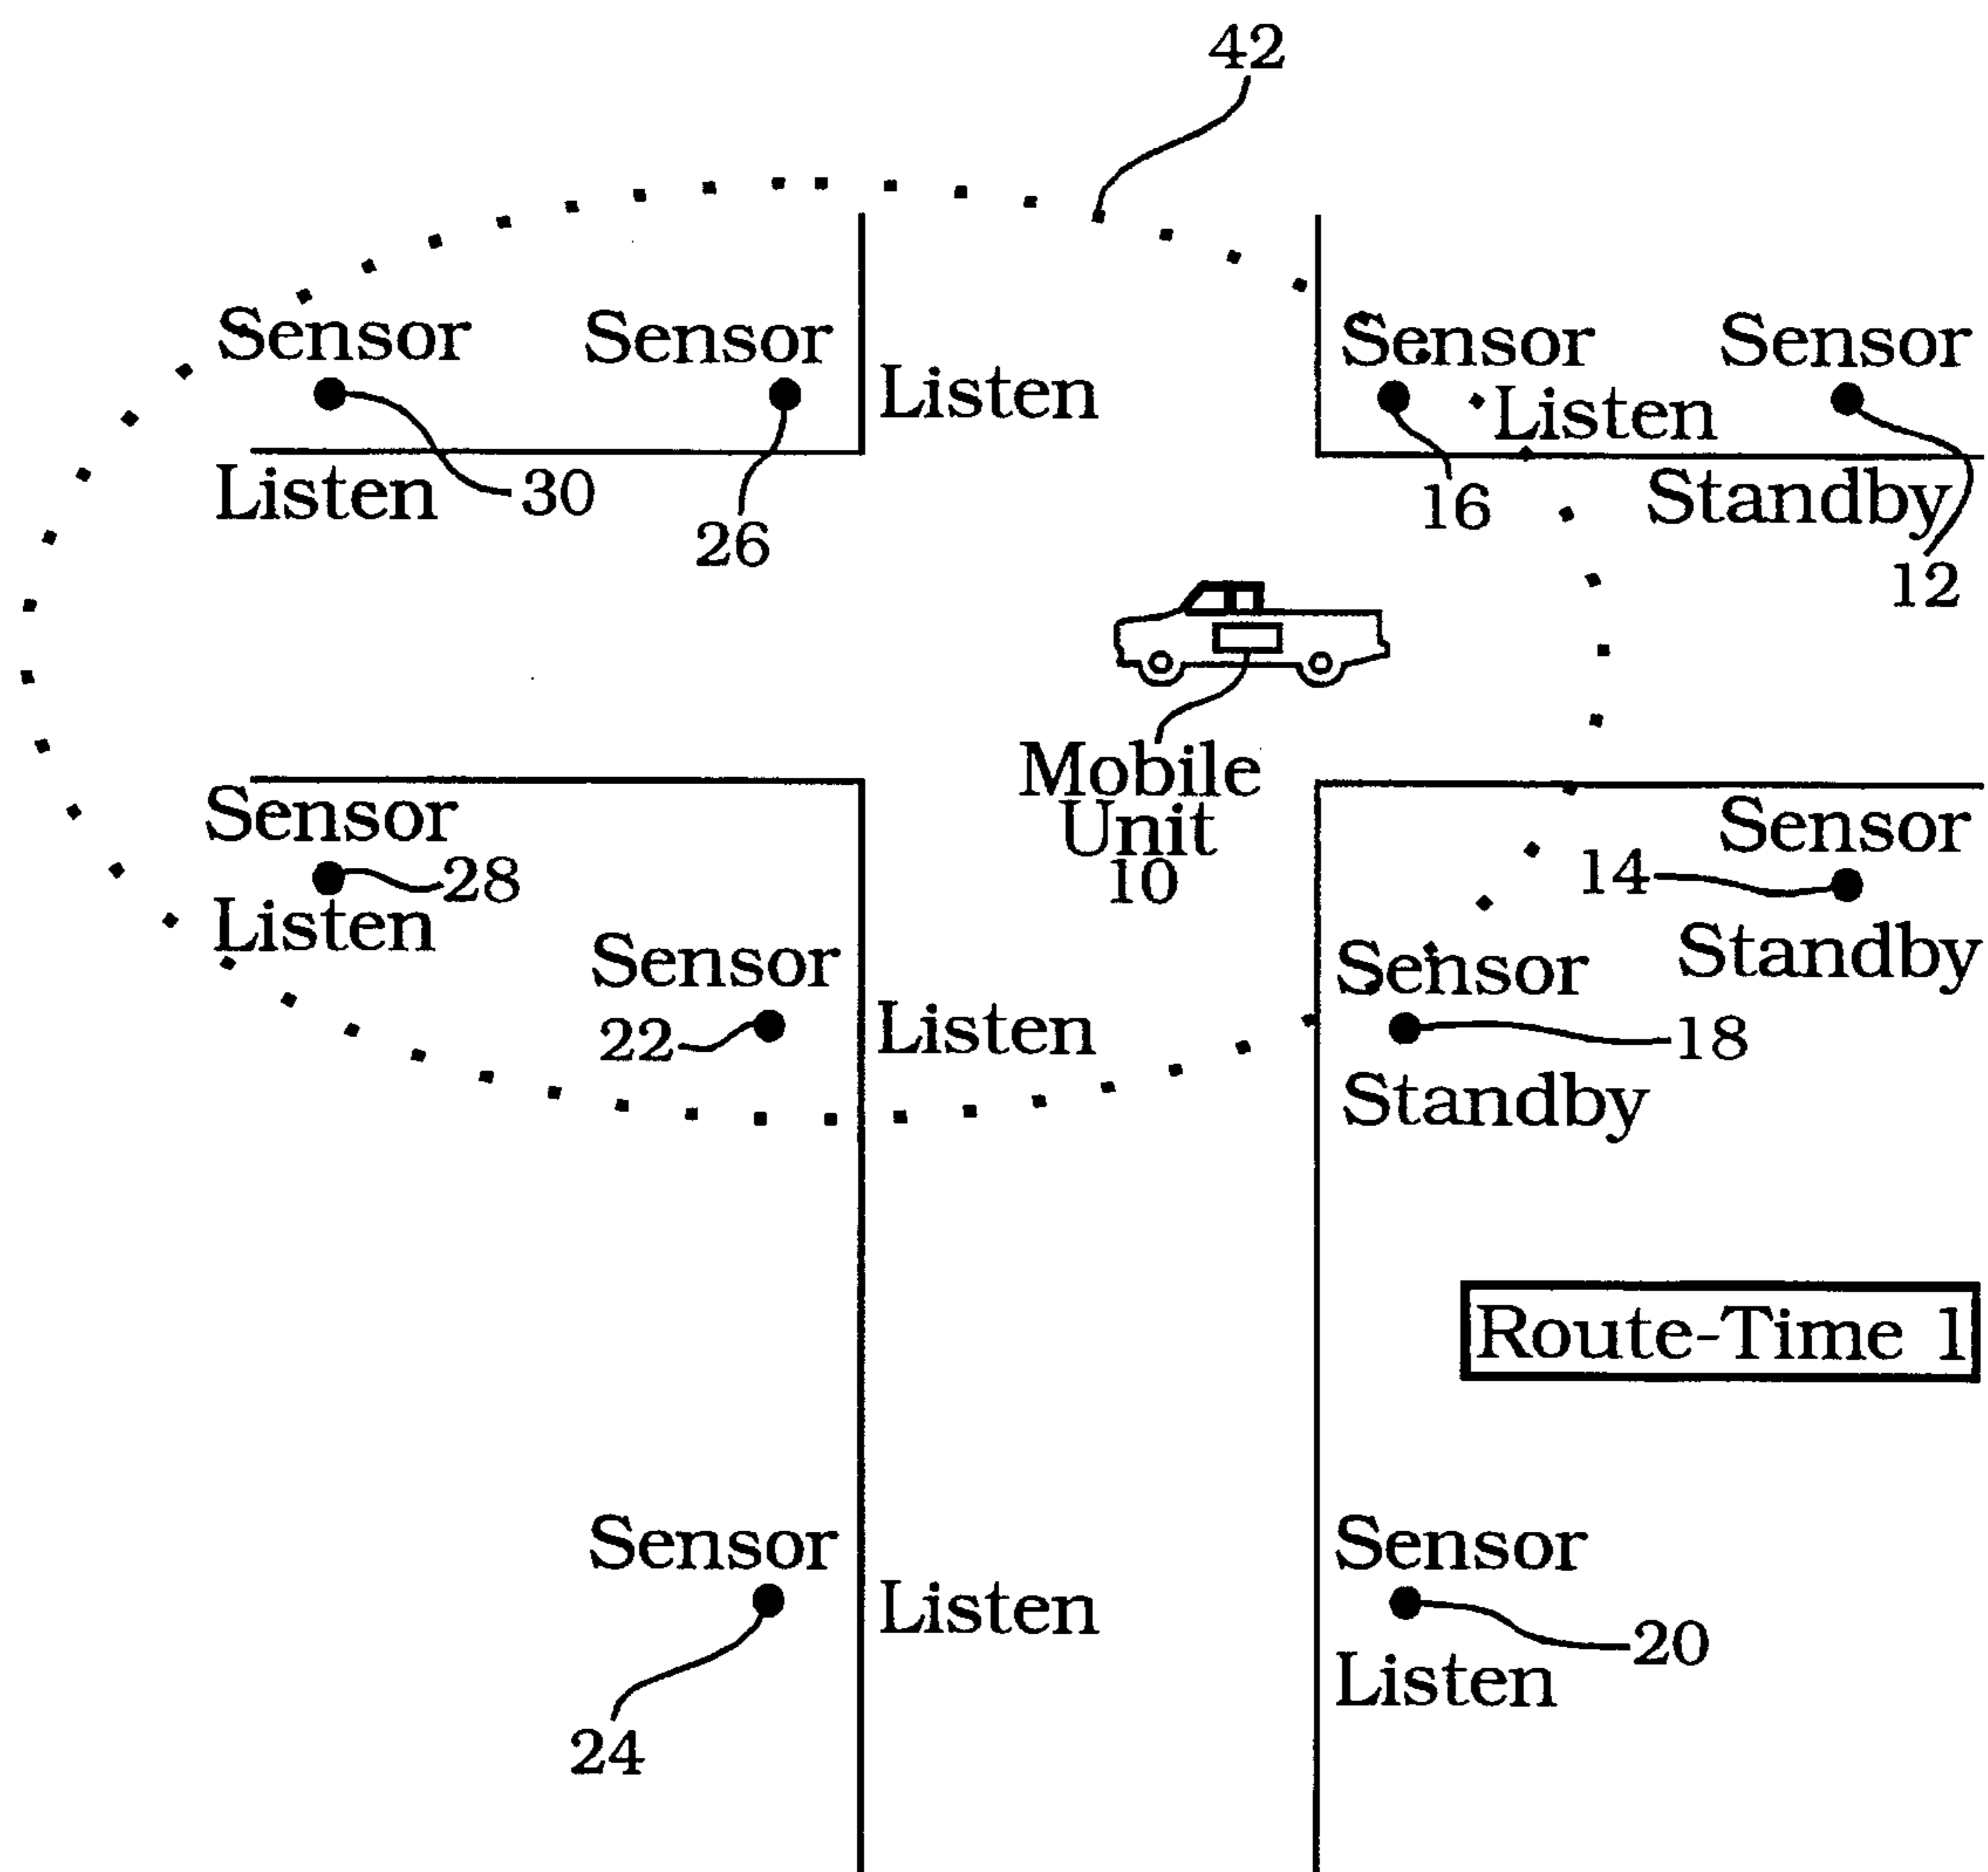 42
Sensor
Sensor
Sensor
Sensor
Listen
Listen
Listen
30
26
16
Standby
12
Mobile
Unit
10
Sensor
28
Listen
Sensor
14
Standby
Sensor
22
Listen
Sensor
18
Standby
Route-Time 1
Sensor
24
Listen
Sensor
20
Listen